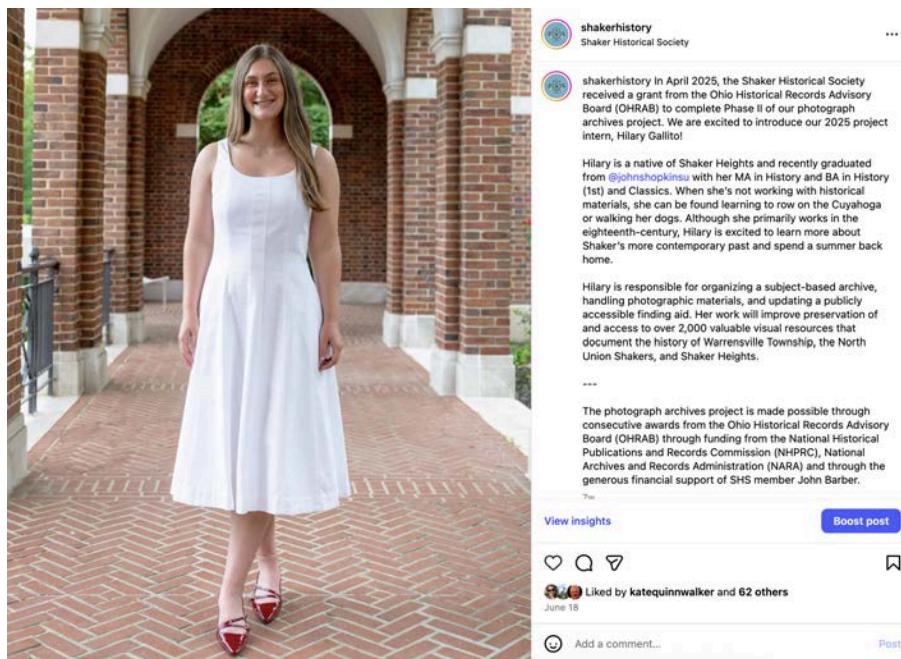 shakerhistory
Shaker Historical Society
shakerhistory In April 2025, the Shaker Historical Society
received a grant from the Ohio Historical Records Advisory
Board (OHRAB) to complete Phase II of our photograph
archives project. We are excited to introduce our 2025 project
intern, Hilary Gallito!
Hilary is a native of Shaker Heights and recently graduated
from @johnshopkinsu with her MA in History and BA in History
(1st) and Classics. When she's not working with historical
materials, she can be found learning to row on the Cuyahoga
or walking her dogs. Although she primarily works in the
eighteenth-century, Hilary is excited to learn more about
Shaker's more contemporary past and spend a summer back
home.
Hilary is responsible for organizing a subject-based archive,
handling photographic materials, and updating a publicly
accessible finding aid. Her work will improve preservation of
and access to over 2,000 valuable visual resources that
document the history of Warrensville Township, the North
Union Shakers, and Shaker Heights.
---
The photograph archives project is made possible through
consecutive awards from the Ohio Historical Records Advisory
Board (OHRAB) through funding from the National Historical
Publications and Records Commission (NHPRC), National
Archives and Records Administration (NARA) and through the
generous financial support of SHS member John Barber.
View insights
Boost post
Liked by katequinnwalker and 62 others
June 18
Add a comment...
Post